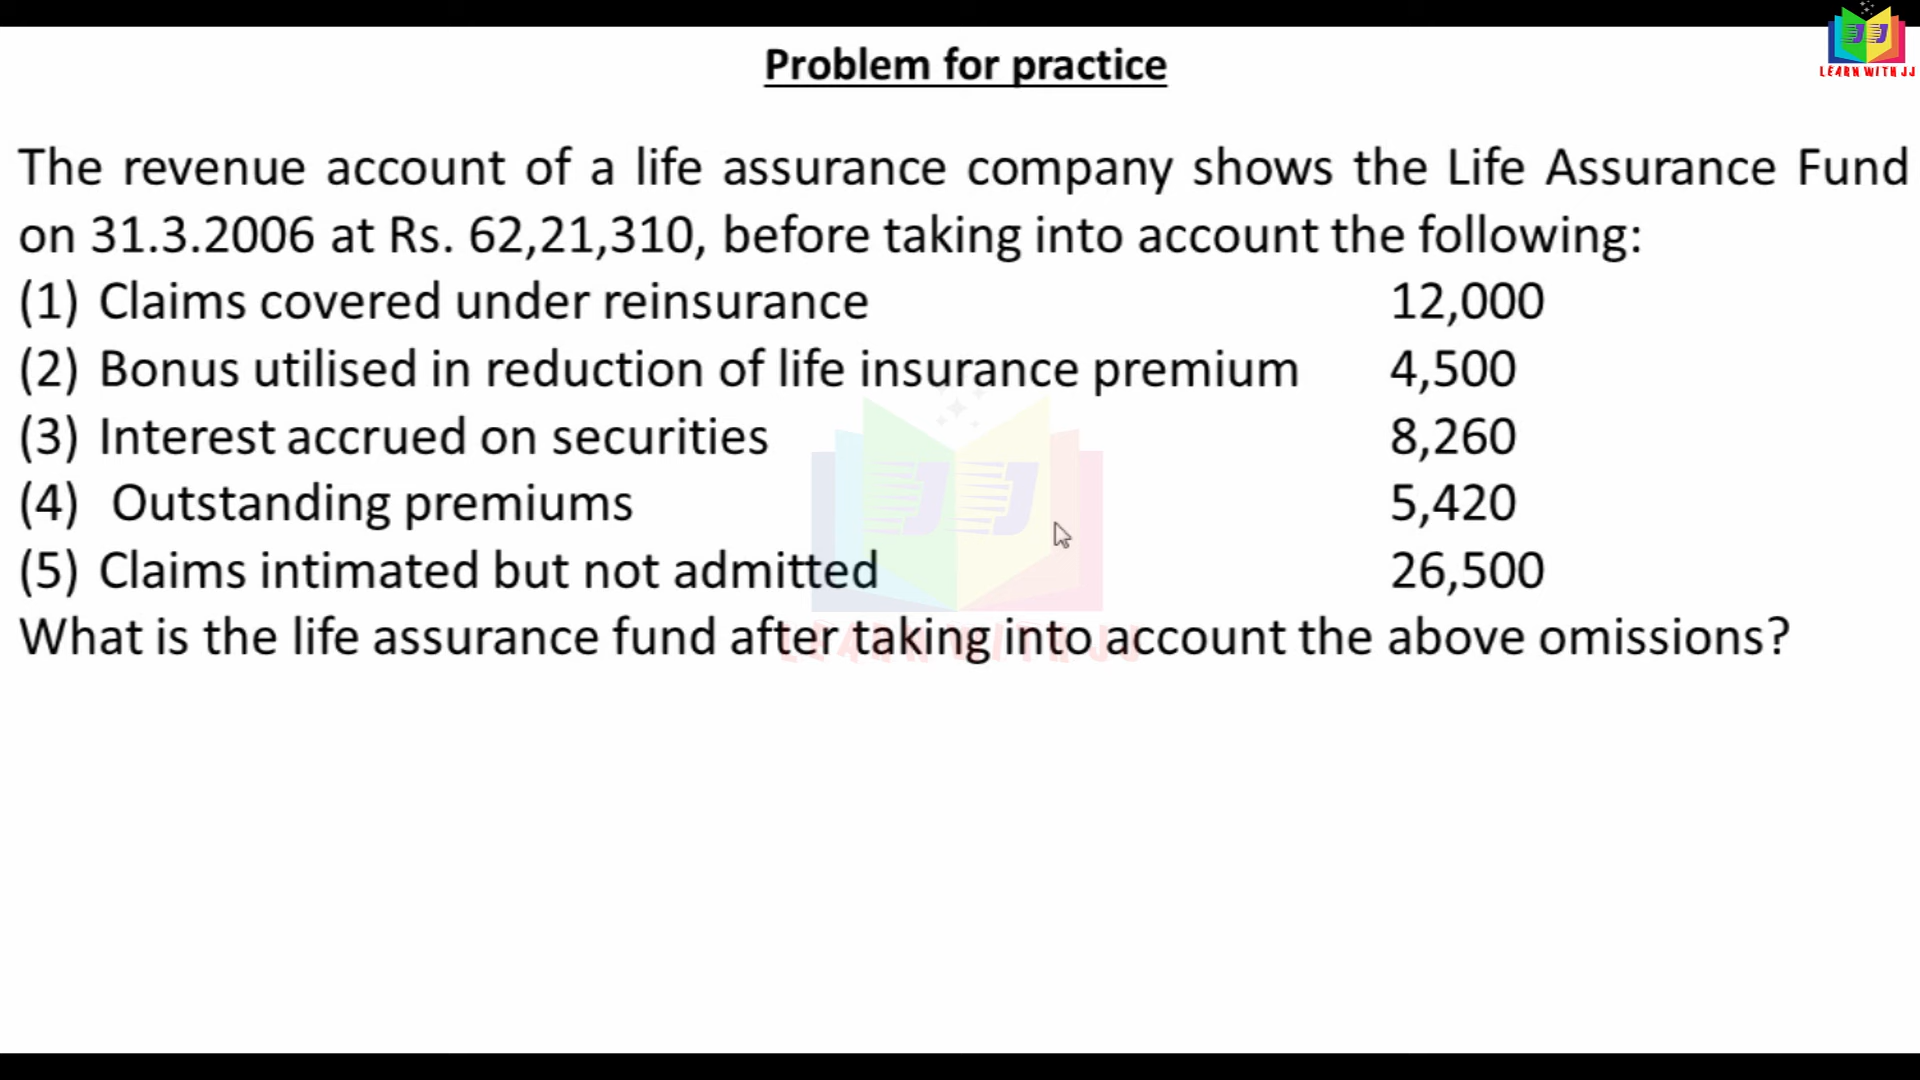 LEARN WITH JJ
Problem for practice
The revenue account of a life assurance company shows the Life Assurance Fund
on 31.3.2006 at Rs. 62,21,310, before taking into account the following:
(1) Claims covered under reinsurance 12,000
(2) Bonus utilised in reduction of life insurance premium 4,500
(3) Interest accrued on securities 8,260
(4) Outstanding premiums 5,420
(5) Claims intimated but not admitted 26,500
What is the life assurance fund after taking into account the above omissions?
JJ
LEARN WITH JJ